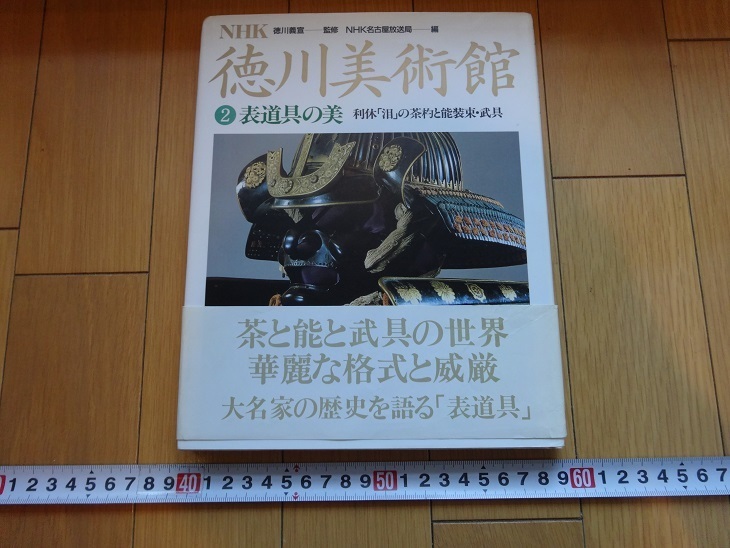 NHK 徳川義宣——監修 NHK名古屋放送局——編
徳川美術館
2 表道具の美 利休「泪」の茶杓と能装束・武具
茶と能と武具の世界
華麗な格式と威厳
大名家の歴史を語る「表道具」
1 2 3 4 5 6 7 8 9 40 1 2 3 4 5 6 7 8 9 50 1 2 3 4 5 6 7 8 9 60 1 2 3 4 5 6 7